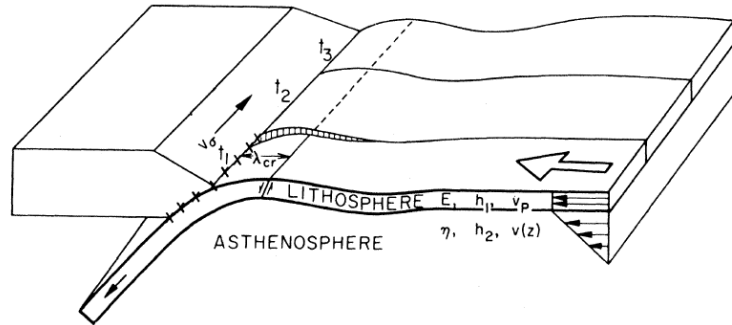 t₃
t₂
vσ t₁
λcr
LITHOSPHERE E, h₁, vₚ
ASTHENOSPHERE η, h₂, v(z)